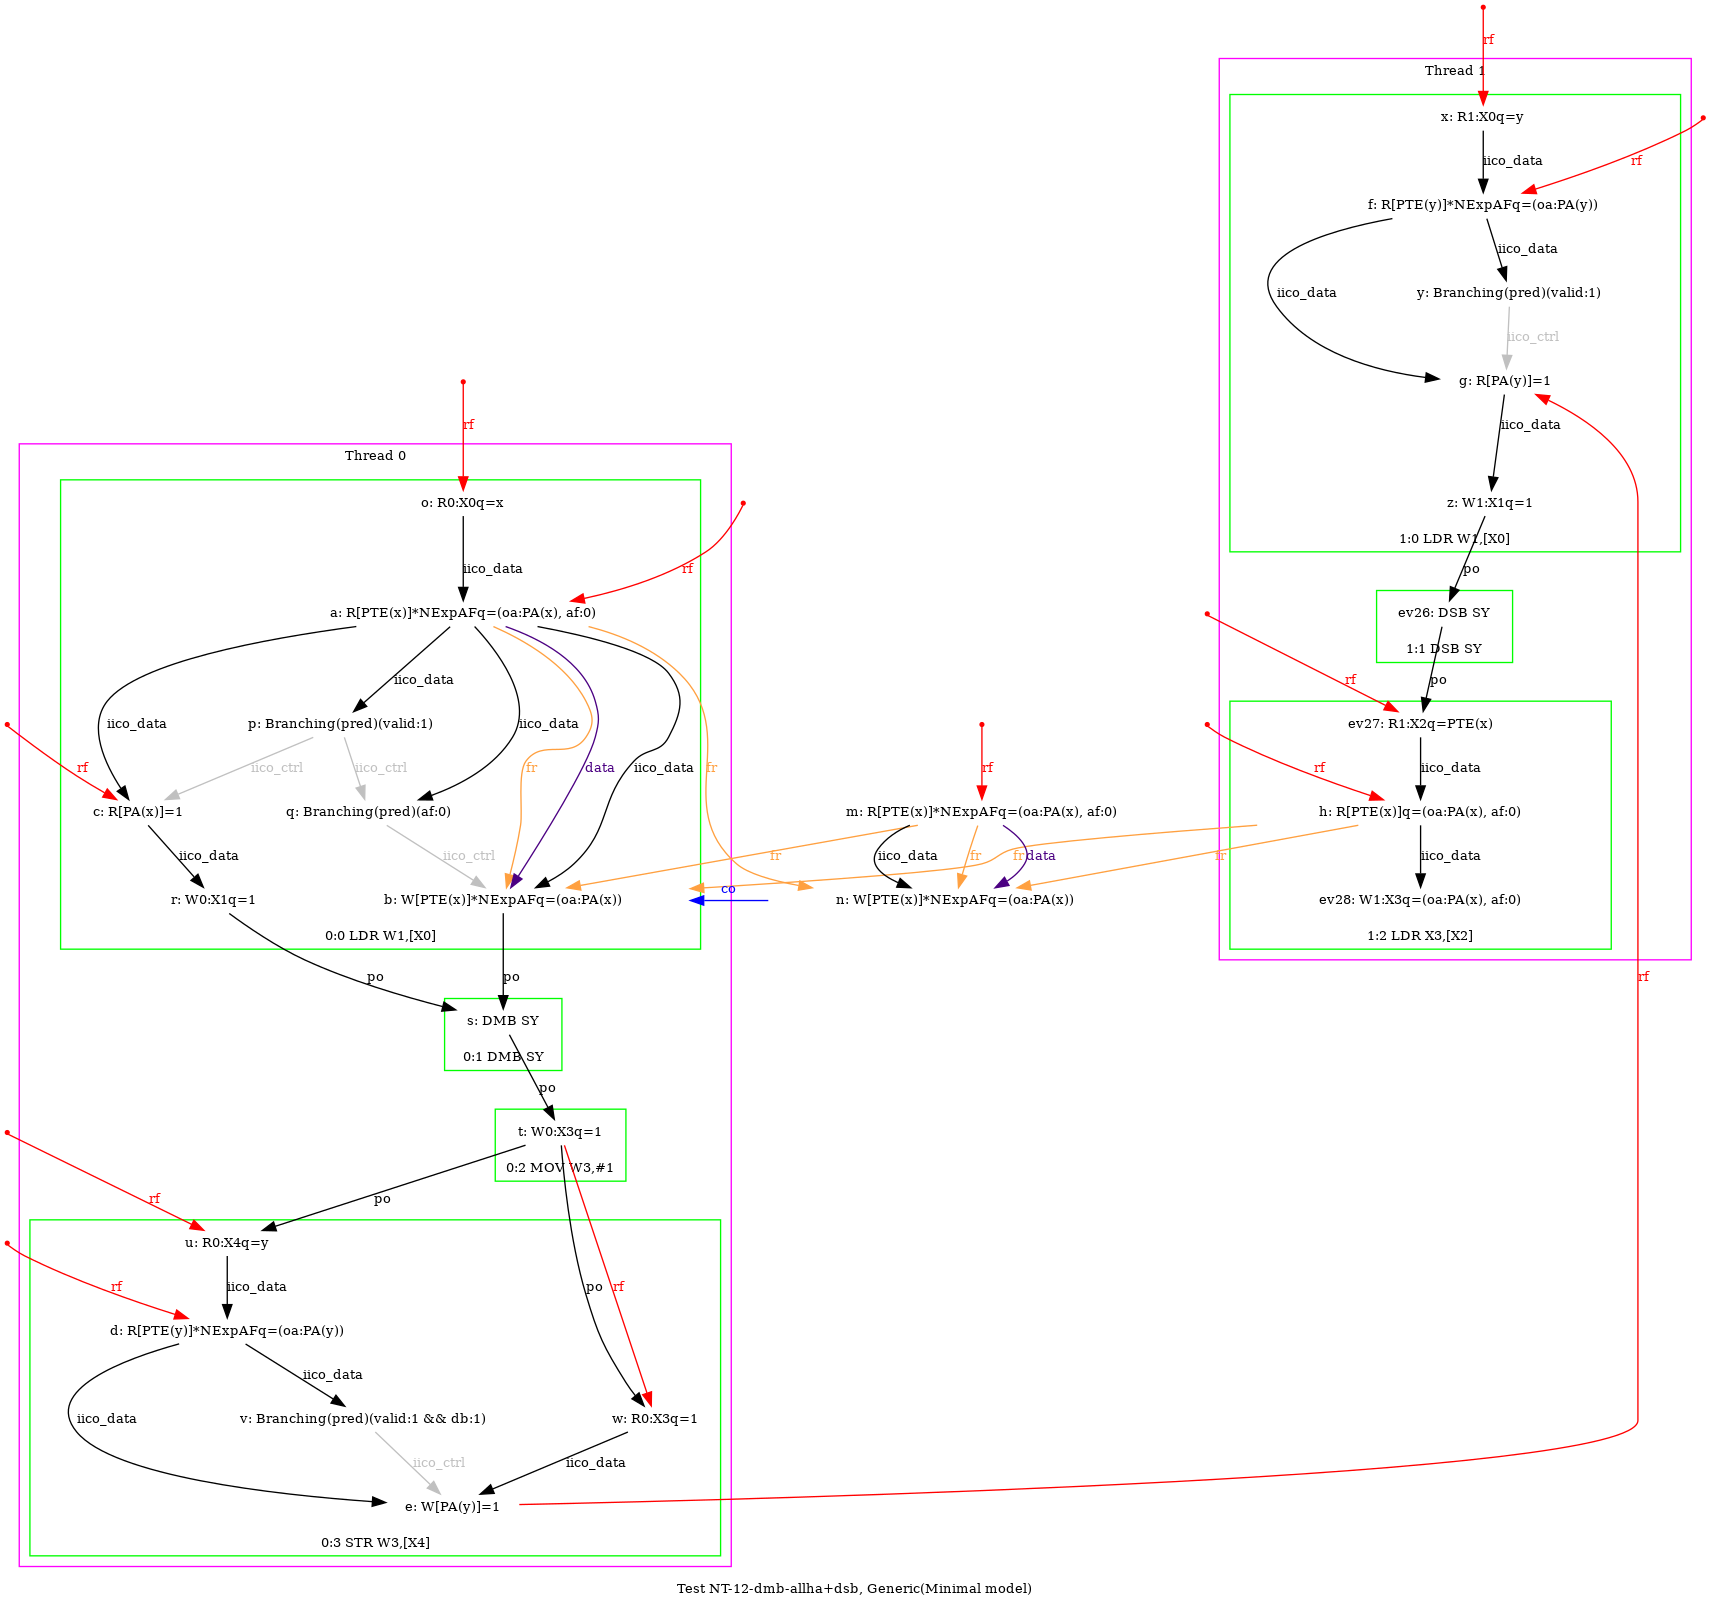 rf
Thread 1
x: R1:X0q=y
iico_data
rf
f: R[PTE(y)]*NExpAFq=(oa:PA(y))
iico_data
iico_data
y: Branching(pred)(valid:1)
iico_ctrl
g: R[PA(y)]=1
iico_data
z: W1:X1q=1
1:0 LDR W1,[X0]
po
ev26: DSB SY
1:1 DSB SY
po
rf
ev27: R1:X2q=PTE(x)
iico_data
rf
h: R[PTE(x)]q=(oa:PA(x), af:0)
iico_data
ev28: W1:X3q=(oa:PA(x), af:0)
1:2 LDR X3,[X2]
rf
rf
Thread 0
o: R0:X0q=x
iico_data
rf
a: R[PTE(x)]*NExpAFq=(oa:PA(x), af:0)
iico_data
iico_data
p: Branching(pred)(valid:1)
iico_data
fr
data
iico_data
fr
rf
iico_ctrl
iico_ctrl
c: R[PA(x)]=1
q: Branching(pred)(af:0)
iico_data
iico_ctrl
r: W0:X1q=1
b: W[PTE(x)]*NExpAFq=(oa:PA(x))
0:0 LDR W1,[X0]
rf
m: R[PTE(x)]*NExpAFq=(oa:PA(x), af:0)
fr
iico_data
fr
data
fr
fr
co
n: W[PTE(x)]*NExpAFq=(oa:PA(x))
po
po
s: DMB SY
0:1 DMB SY
po
t: W0:X3q=1
0:2 MOV W3,#1
po
po
rf
rf
u: R0:X4q=y
iico_data
rf
d: R[PTE(y)]*NExpAFq=(oa:PA(y))
iico_data
iico_data
v: Branching(pred)(valid:1 && db:1)
w: R0:X3q=1
iico_ctrl
iico_data
e: W[PA(y)]=1
0:3 STR W3,[X4]
Test NT-12-dmb-allha+dsb, Generic(Minimal model)